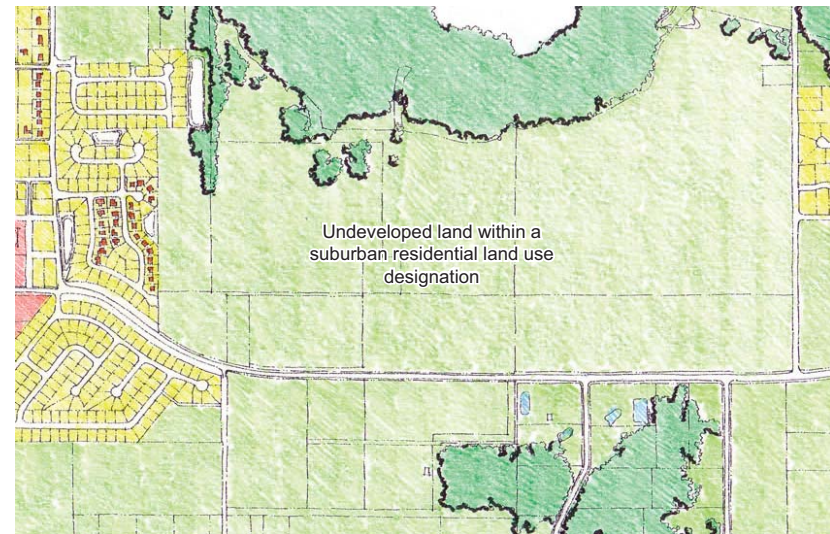 Undeveloped land within a
suburban residential land use
designation